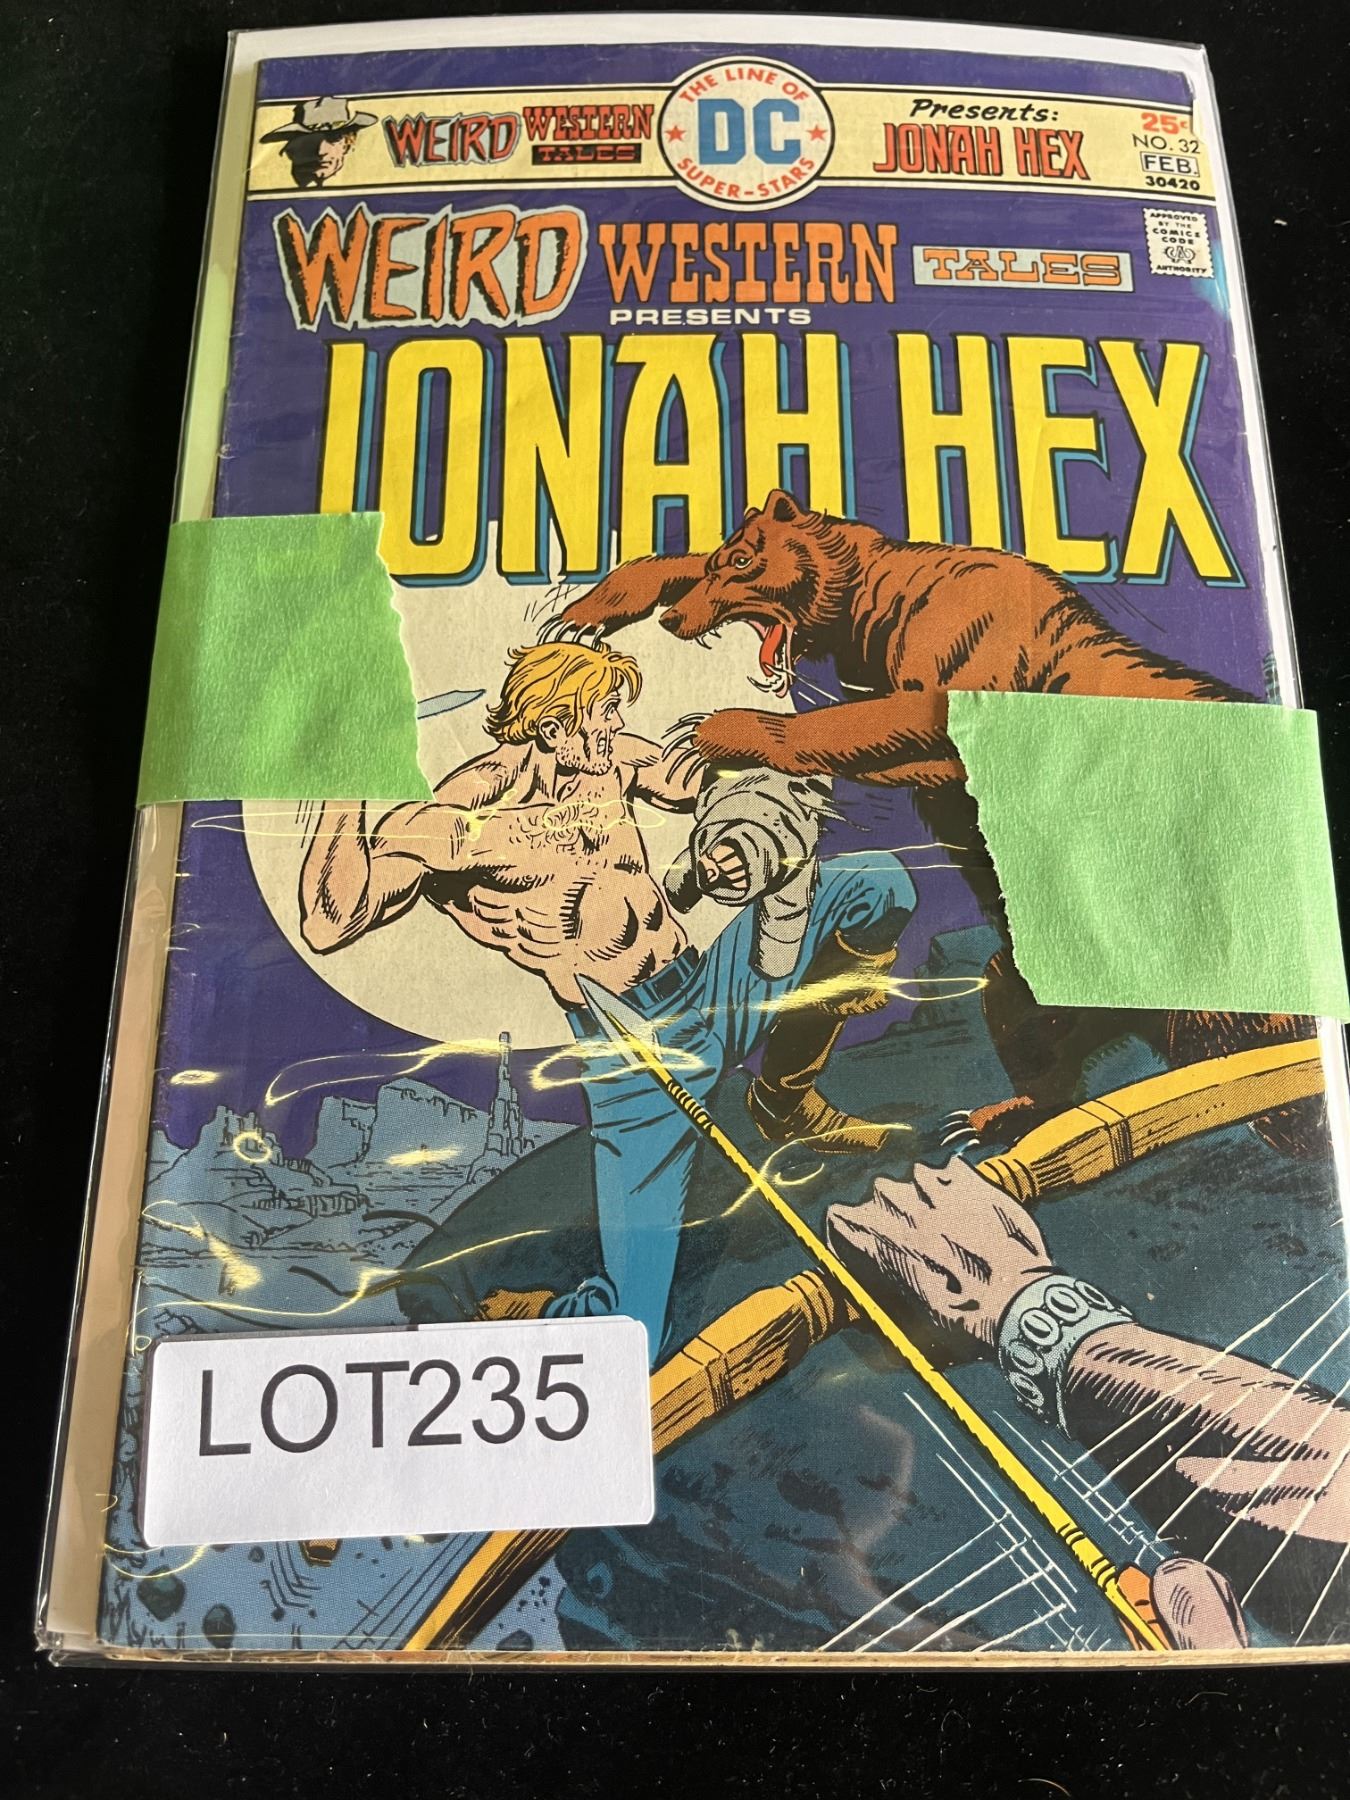 WEIRD WESTERN TALES
THE LINE OF DC SUPER-STARS
Presents:
JONAH HEX
25¢
NO. 32
FEB.
30420
APPROVED
BY THE
COMICS
CODE
CA
AUTHORITY
WEIRD WESTERN TALES
PRESENTS
JONAH HEX
LOT235